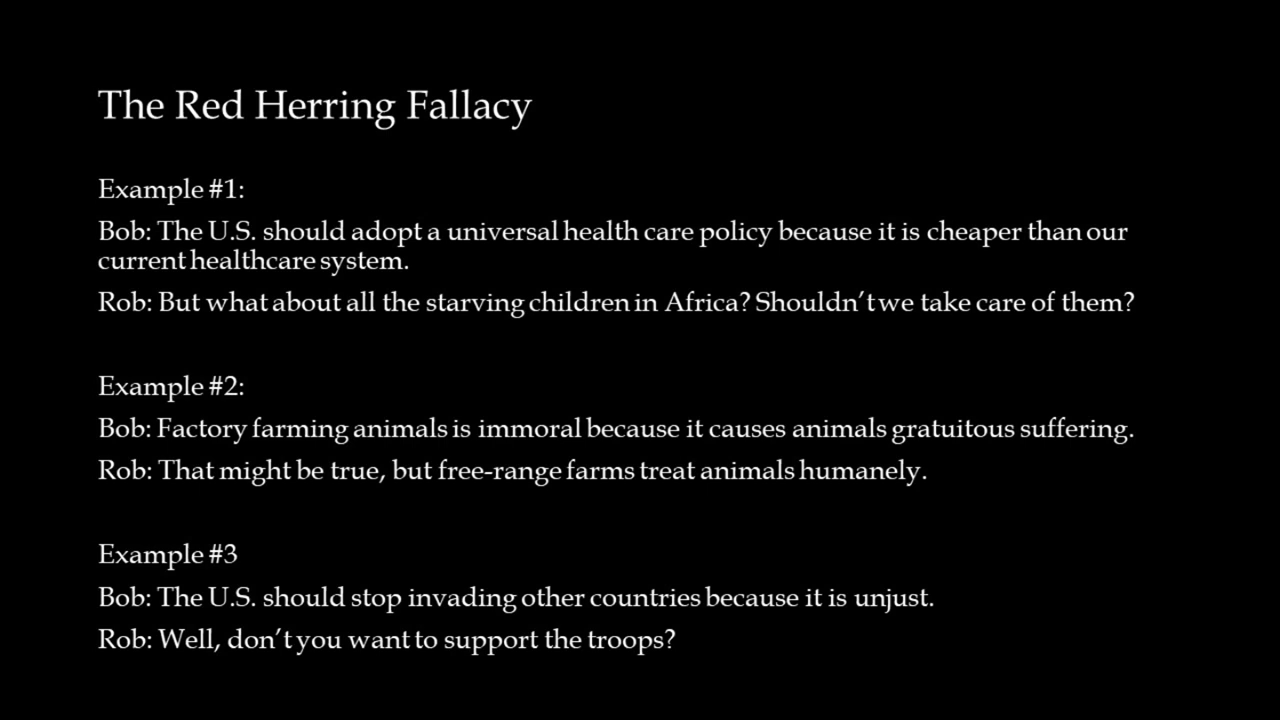 The Red Herring Fallacy
Example #1:
Bob: The U.S. should adopt a universal health care policy because it is cheaper than our
current healthcare system.
Rob: But what about all the starving children in Africa? Shouldn't we take care of them?
Example #2:
Bob: Factory farming animals is immoral because it causes animals gratuitous suffering.
Rob: That might be true, but free-range farms treat animals humanely.
Example #3
Bob: The U.S. should stop invading other countries because it is unjust.
Rob: Well, don't you want to support the troops?